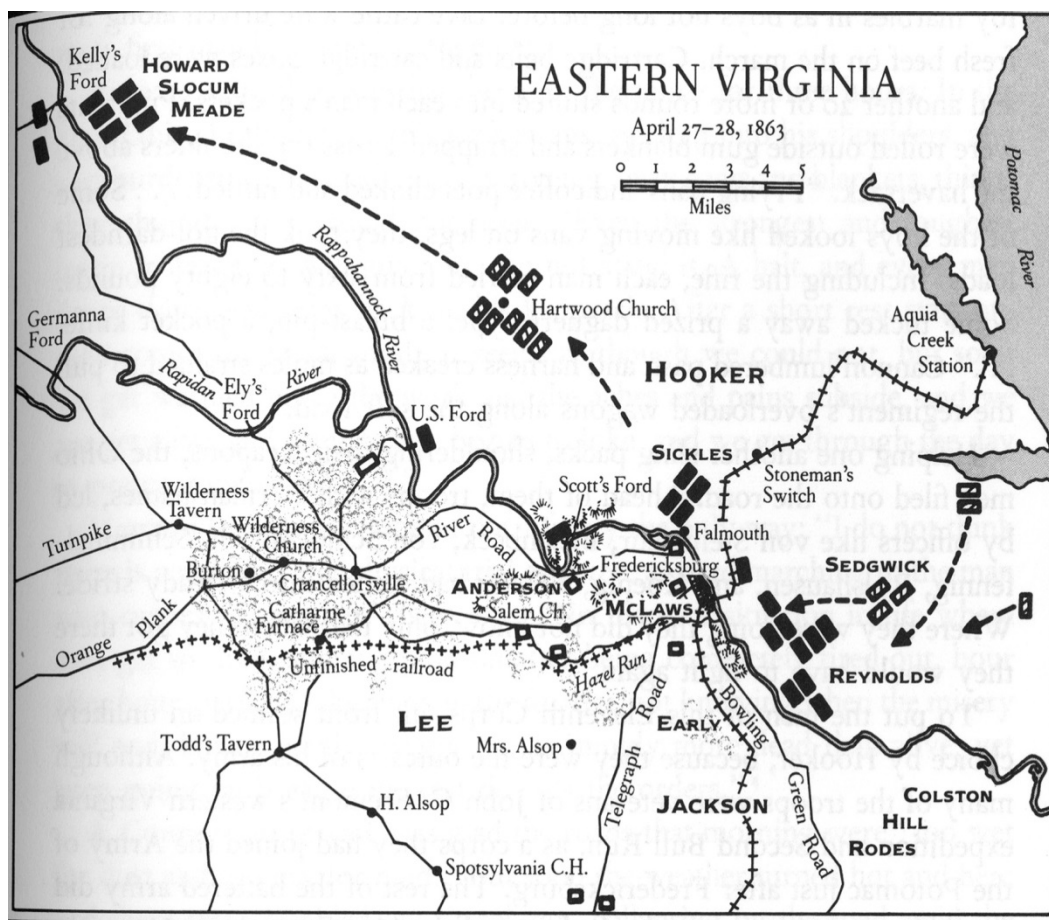 EASTERN VIRGINIA
April 27–28, 1863
0 1 2 3 4 5
Miles
Kelly's
Ford
HOWARD
SLOCUM
MEADE
Rappahannock
River
Potomac
River
Hartwood Church
Aquia
Creek
Station
HOOKER
Germanna
Ford
Rapidan
River
Ely's
Ford
U.S. Ford
SICKLES
Stoneman's
Switch
Scott's Ford
Falmouth
Wilderness
Tavern
Wilderness
Church
River
Road
Turnpike
Burton
Chancellorsville
ANDERSON
Fredericksburg
SEDGWICK
Plank
Orange
Catharine
Furnace
Salem Ch.
MCLAWS
Unfinished railroad
Hazel Run
REYNOLDS
LEE
Telegraph
Road
EARLY
Bowling
Green Road
Todd's Tavern
Mrs. Alsop
JACKSON
H. Alsop
COLSTON
HILL
RODES
Spotsylvania C.H.